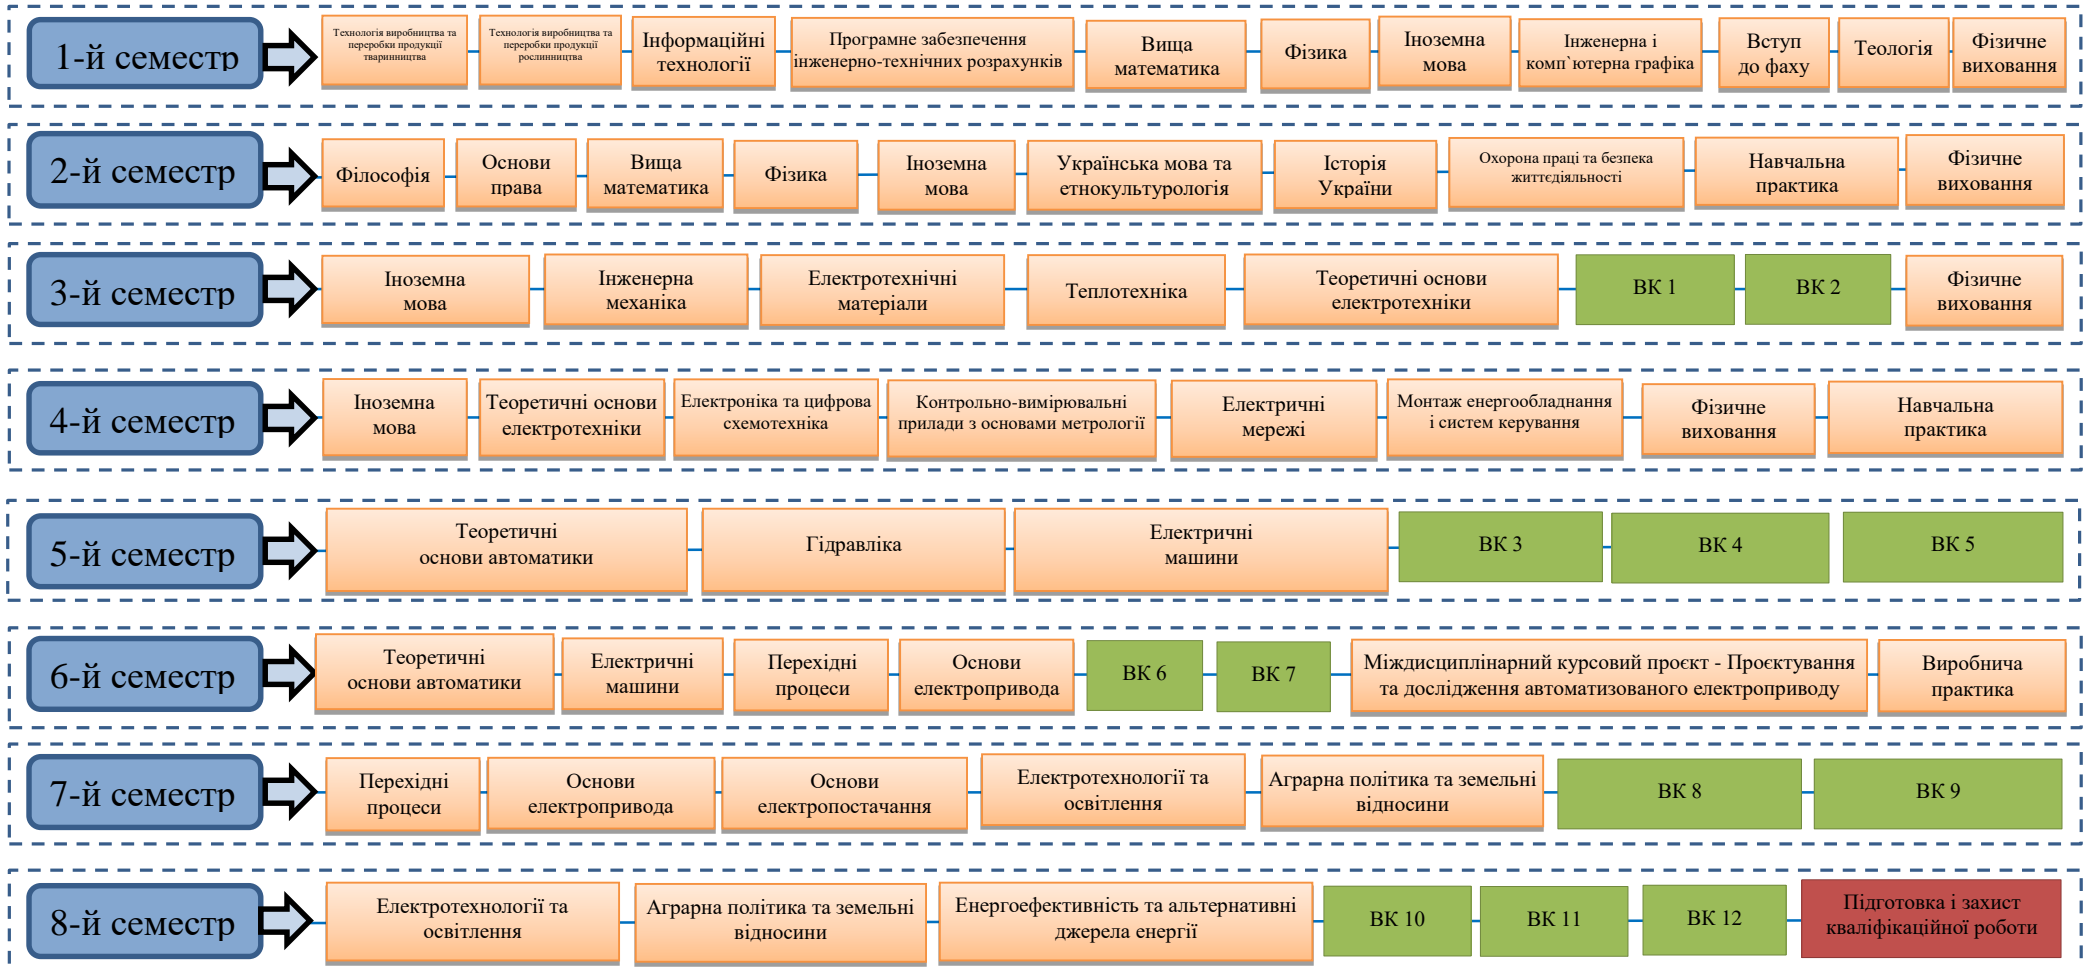 1-й семестр
Технологія виробництва та
переробки продукції
тваринництва
Технологія виробництва та
переробки продукції
рослинництва
Інформаційні
технології
Програмне забезпечення
інженерно-технічних розрахунків
Вища
математика
Фізика
Іноземна
мова
Інженерна і
комп`ютерна графіка
Вступ
до фаху
Теологія
Фізичне
виховання
2-й семестр
Філософія
Основи
права
Вища
математика
Фізика
Іноземна
мова
Українська мова та
етнокультурологія
Історія
України
Охорона праці та безпека
життєдіяльності
Навчальна
практика
Фізичне
виховання
3-й семестр
Іноземна
мова
Інженерна
механіка
Електротехнічні
матеріали
Теплотехніка
Теоретичні основи
електротехніки
ВК 1
ВК 2
Фізичне
виховання
4-й семестр
Іноземна
мова
Теоретичні основи
електротехніки
Електроніка та цифрова
схемотехніка
Контрольно-вимірювальні
прилади з основами метрології
Електричні
мережі
Монтаж енергообладнання
і систем керування
Фізичне
виховання
Навчальна
практика
5-й семестр
Теоретичні
основи автоматики
Гідравліка
Електричні
машини
ВК 3
ВК 4
ВК 5
6-й семестр
Теоретичні
основи автоматики
Електричні
машини
Перехідні
процеси
Основи
електропривода
ВК 6
ВК 7
Міждисциплінарний курсовий проєкт - Проєктування
та дослідження автоматизованого електроприводу
Виробнича
практика
7-й семестр
Перехідні
процеси
Основи
електропривода
Основи
електропостачання
Електротехнології та
освітлення
Аграрна політика та земельні
відносини
ВК 8
ВК 9
8-й семестр
Електротехнології та
освітлення
Аграрна політика та земельні
відносини
Енергоефективність та альтернативні
джерела енергії
ВК 10
ВК 11
ВК 12
Підготовка і захист
кваліфікаційної роботи